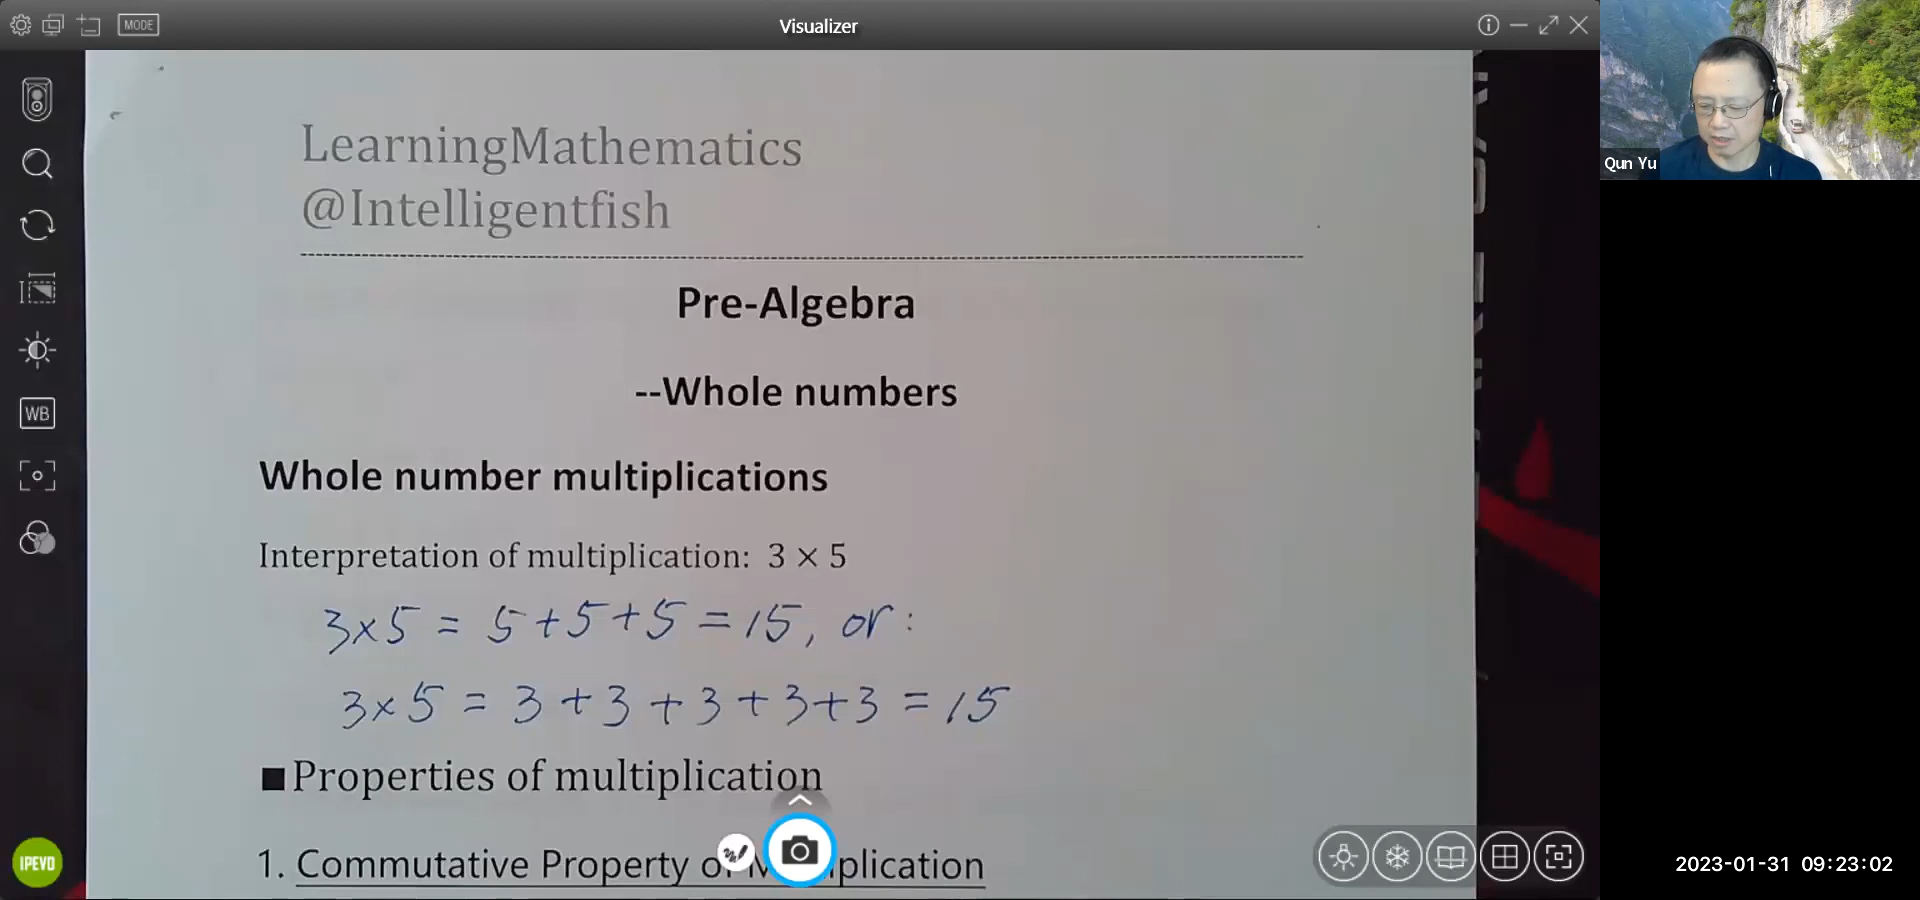 MODE
Visualizer
Qun Yu
LearningMathematics
@Intelligentfish
Pre-Algebra
--Whole numbers
Whole number multiplications
Interpretation of multiplication: 3 × 5
3×5 = 5+5+5 = 15, or:
3×5 = 3+3+3+3+3 = 15
■Properties of multiplication
1. Commutative Property of M plication
WB
IPEVO
2023-01-31 09:23:02